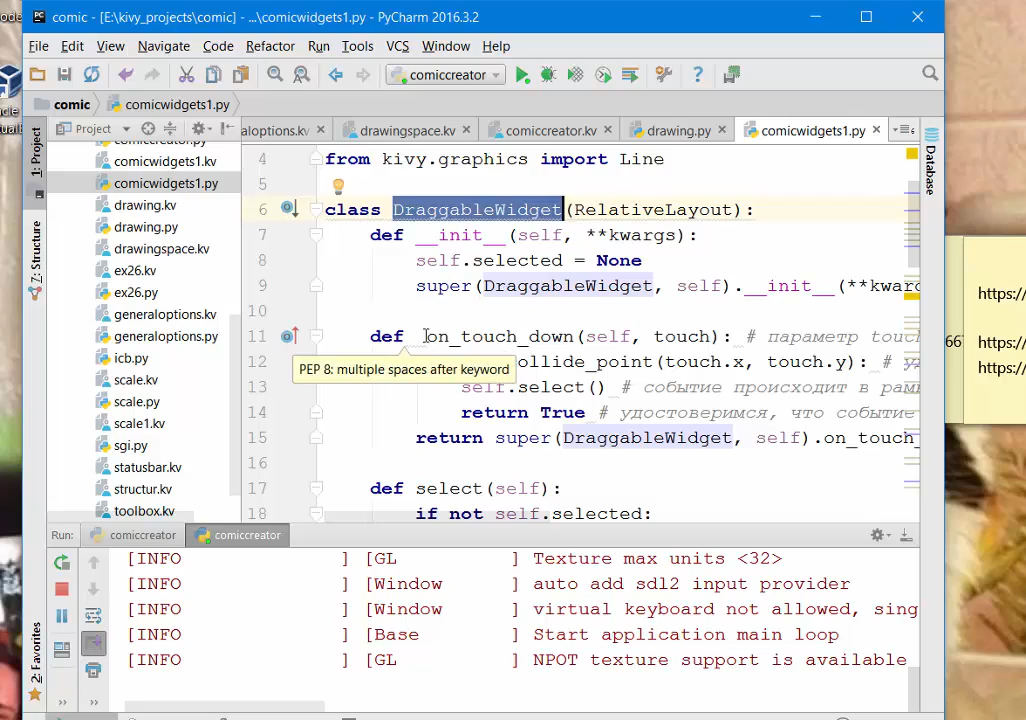 comic - [E:\kivy_projects\comic] - ...\comicwidgets1.py - PyCharm 2016.3.2
File Edit View Navigate Code Refactor Run Tools VCS Window Help
comiccreator
comic comicwidgets1.py
Project
aloptions.kv drawingspace.kv comiccreator.kv drawing.py comicwidgets1.py
1: Project
7: Structure
2: Favorites
Database
comicwidgets1.kv
comicwidgets1.py
drawing.kv
drawing.py
drawingspace.kv
ex26.kv
ex26.py
generaloptions.kv
generaloptions.py
icb.py
scale.kv
scale.py
scale1.kv
sgi.py
statusbar.kv
structur.kv
toolbox.kv
4 from kivy.graphics import Line
5
6 class DraggableWidget(RelativeLayout):
7 def __init__(self, **kwargs):
8 self.selected = None
9 super(DraggableWidget, self).__init__(**kwarg
10
11 def on_touch_down(self, touch): # параметр touc
12 ollide_point(touch.x, touch.y): #
PEP 8: multiple spaces after keyword
13 self.select() # событие происходит в рам
14 return True # удостоверимся, что событие
15 return super(DraggableWidget, self).on_touch_
16
17 def select(self):
18 if not self.selected:
Run: comiccreator comiccreator
[INFO ] [GL ] Texture max units <32>
[INFO ] [Window ] auto add sdl2 input provider
[INFO ] [Window ] virtual keyboard not allowed, sing
[INFO ] [Base ] Start application main loop
[INFO ] [GL ] NPOT texture support is available
https:/
https:/
https:/